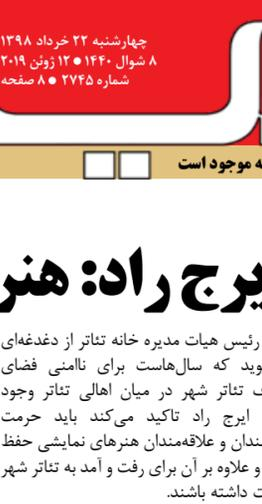 چهارشنبه ۲۲ خرداد ۱۳۹۸
۸ شوال ۱۴۴۰ ● ۱۲ ژوئن ۲۰۱۹
شماره ۲۷۴۵ ● ۸ صفحه
موجود است
یرج راد: هنر
رئیس هیات مدیره خانه تئاتر از دغدغه‌ای
که سال‌هاست برای ناامنی فضای
تئاتر شهر در میان اهالی تئاتر وجود
ایرج راد تاکید می‌کند باید حرمت
و علاقه‌مندان هنرهای نمایشی حفظ
و علاوه بر آن برای رفت و آمد به تئاتر شهر
داشته باشند.